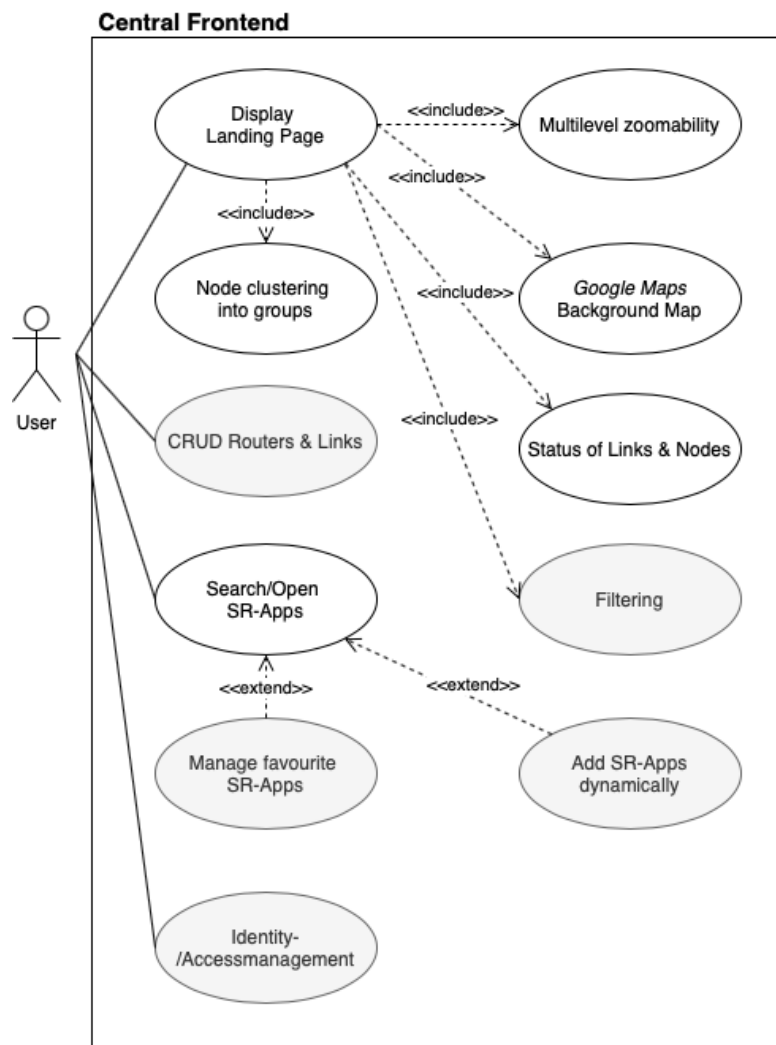 Central Frontend
Display
Landing Page
<<include>>
Multilevel zoomability
<<include>>
<<include>>
Node clustering
into groups
<<include>>
Google Maps
Background Map
User
CRUD Routers & Links
<<include>>
Status of Links & Nodes
Search/Open
SR-Apps
Filtering
<<extend>>
<<extend>>
Manage favourite
SR-Apps
Add SR-Apps
dynamically
Identity-
/Accessmanagement